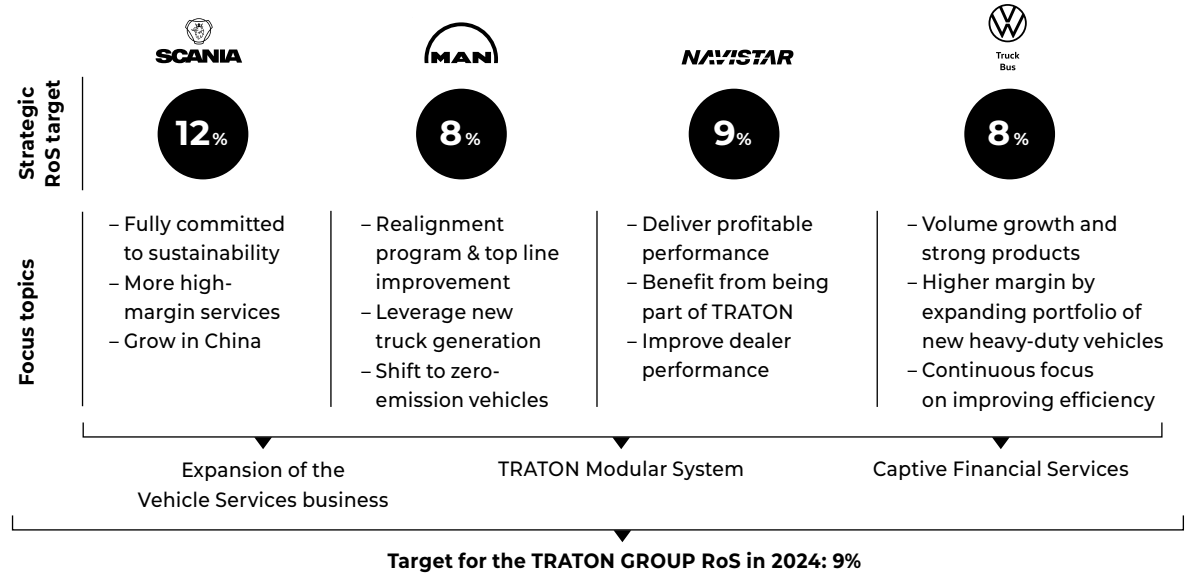 SCANIA
MAN
NAVISTAR
Truck
Bus
Strategic
RoS target
12%
8%
9%
8%
Focus topics
– Fully committed
to sustainability
– More high-
margin services
– Grow in China
– Realignment
program & top line
improvement
– Leverage new
truck generation
– Shift to zero-
emission vehicles
– Deliver profitable
performance
– Benefit from being
part of TRATON
– Improve dealer
performance
– Volume growth and
strong products
– Higher margin by
expanding portfolio of
new heavy-duty vehicles
– Continuous focus
on improving efficiency
Expansion of the
Vehicle Services business
TRATON Modular System
Captive Financial Services
Target for the TRATON GROUP RoS in 2024: 9%